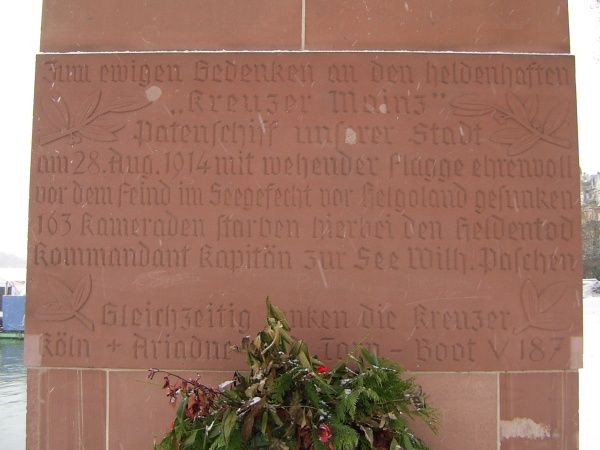 Zum ewigen Gedenken an den heldenhaften
„Kreuzer Mainz"
Patenschiff unserer Stadt
am 28. Aug. 1914 mit wehender Flagge ehrenvoll
vor dem Feind im Seegefecht vor Helgoland gesunken
163 Kameraden starben hierbei den Heldentod
Kommandant Kapitän zur See Wilh. Paschen
Gleichzeitig sanken die Kreuzer
Köln + Ariadne Torp - Boot V 187